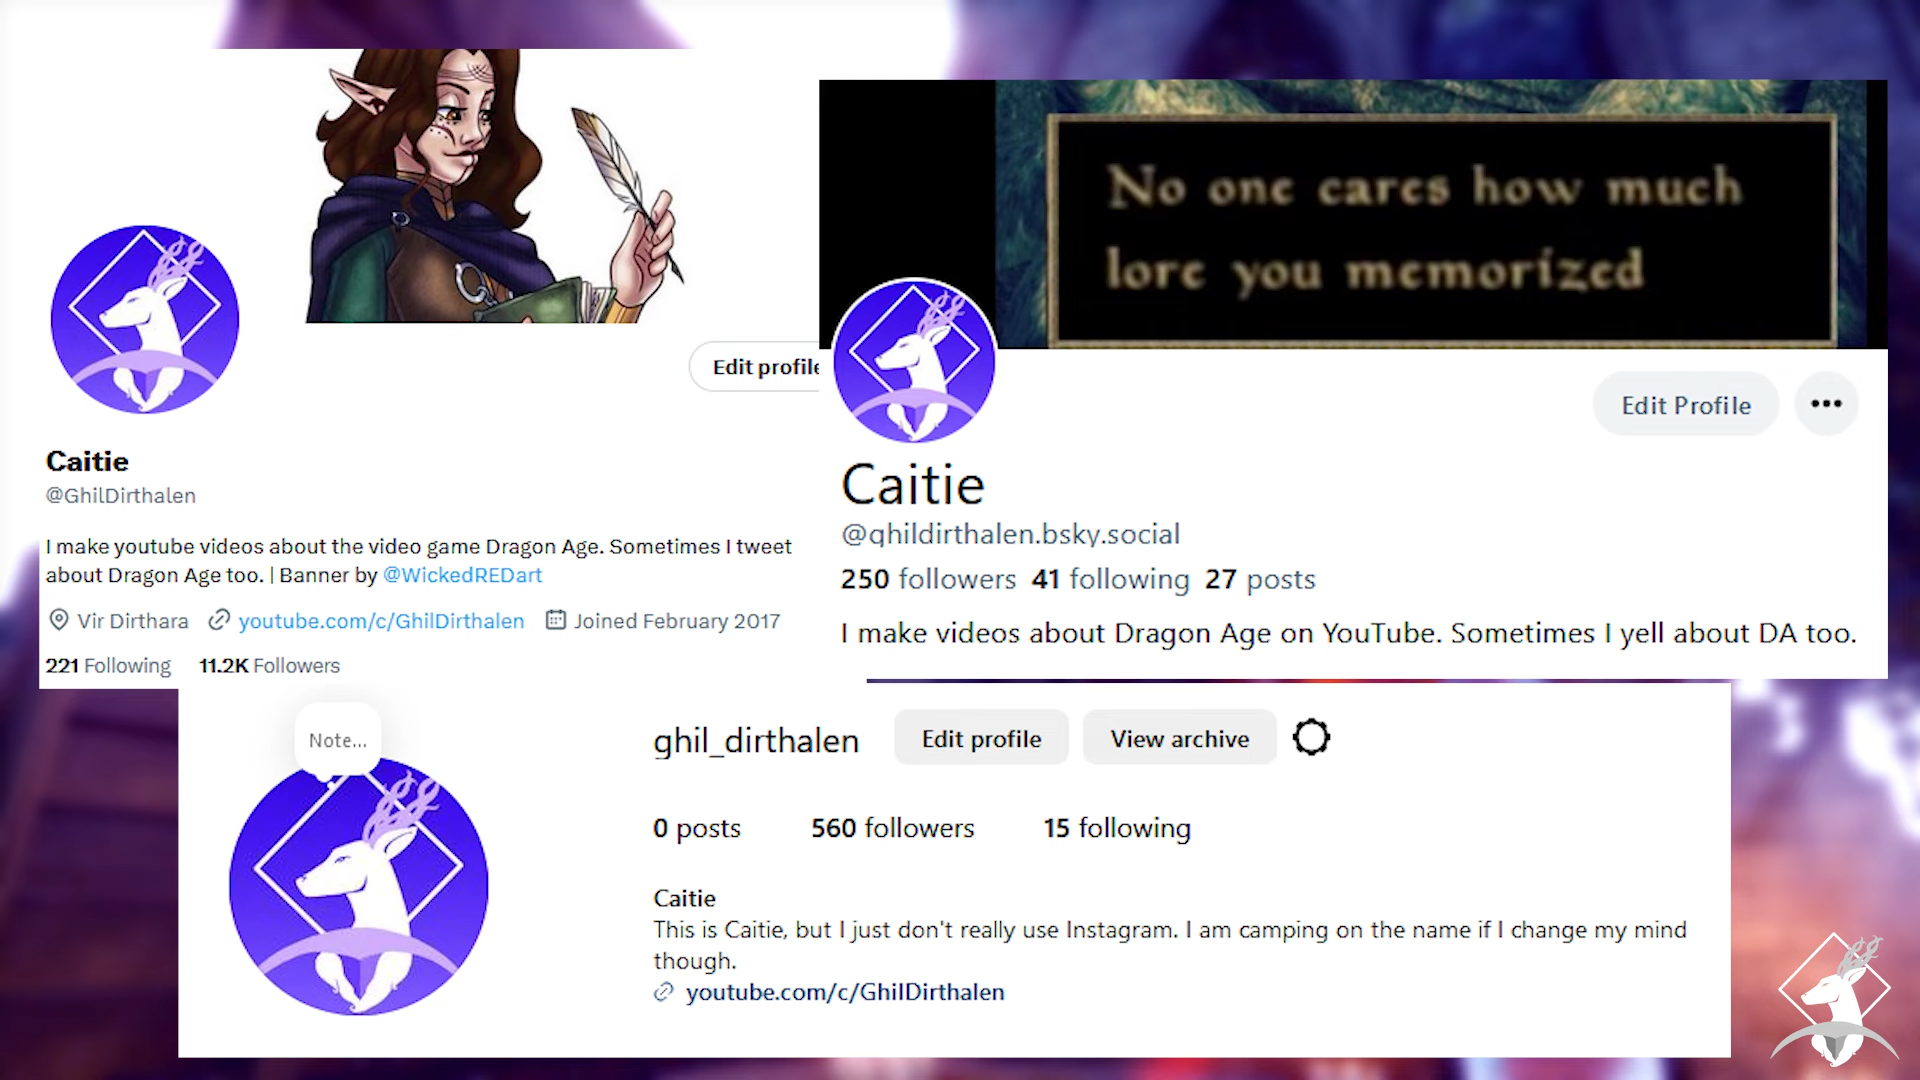 Edit profile
Caitie
@GhilDirthalen
I make youtube videos about the video game Dragon Age. Sometimes I tweet
about Dragon Age too. | Banner by @WickedREDart
Vir Dirthara youtube.com/c/GhilDirthalen Joined February 2017
221 Following 11.2K Followers
No one cares how much
lore you memorized
Edit Profile
Caitie
@ghildirthalen.bsky.social
250 followers 41 following 27 posts
I make videos about Dragon Age on YouTube. Sometimes I yell about DA too.
Note...
ghil_dirthalen Edit profile View archive
0 posts 560 followers 15 following
Caitie
This is Caitie, but I just don't really use Instagram. I am camping on the name if I change my mind
though.
youtube.com/c/GhilDirthalen